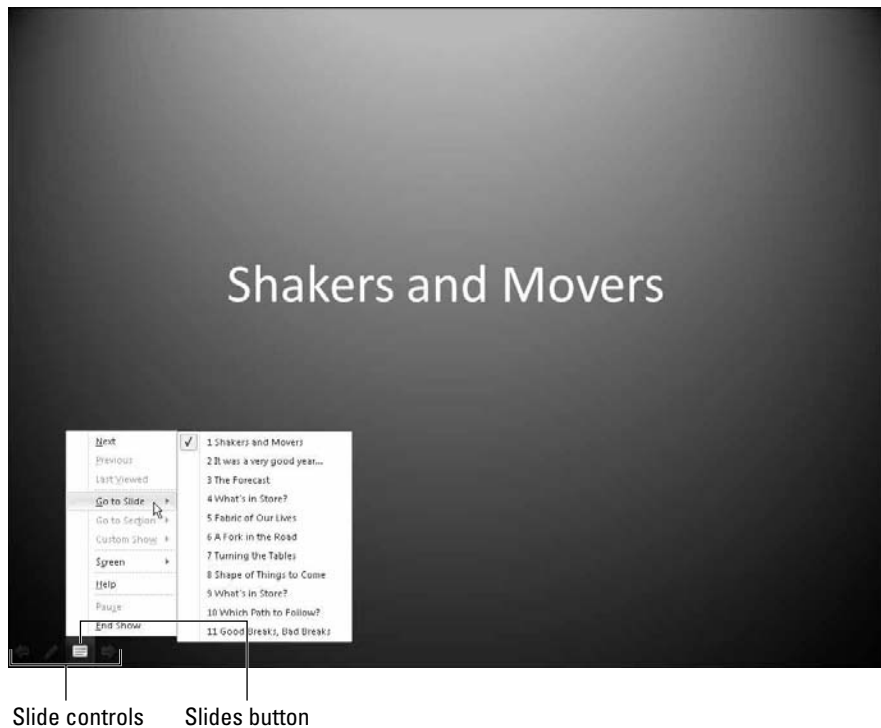 Shakers and Movers
Next
Previous
Last Viewed
Go to Slide
Go to Section
Custom Show
Screen
Help
Pause
End Show
1 Shakers and Movers
2 It was a very good year...
3 The Forecast
4 What's in Store?
5 Fabric of Our Lives
6 A Fork in the Road
7 Turning the Tables
8 Shape of Things to Come
9 What's in Store?
10 Which Path to Follow?
11 Good Breaks, Bad Breaks
Slide controls
Slides button